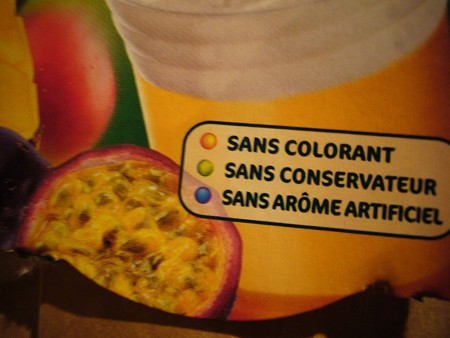 SANS COLORANT
SANS CONSERVATEUR
SANS ARÔME ARTIFICIEL